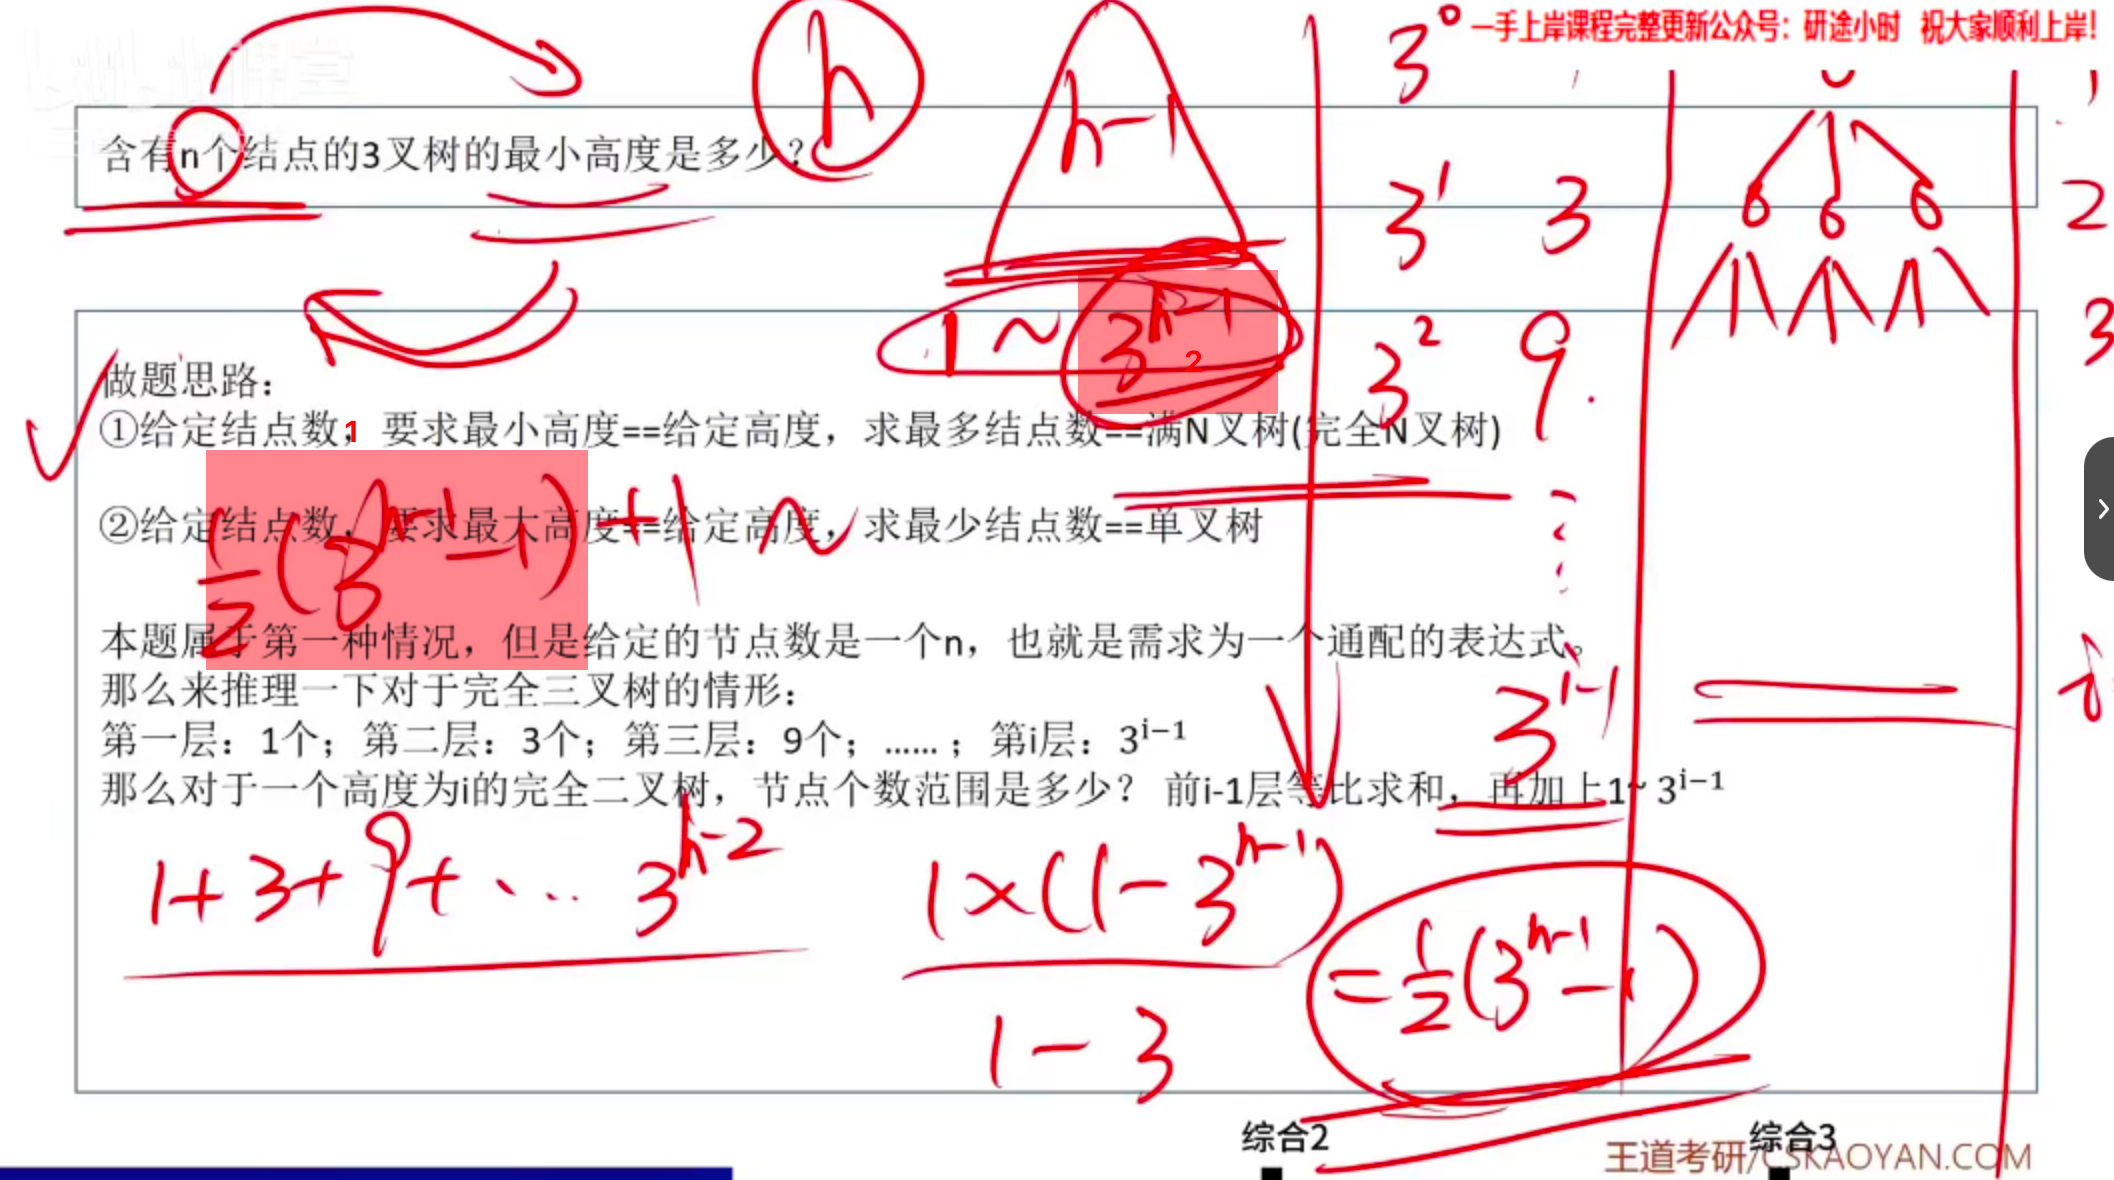 一手上岸课程完整更新公众号：研途小时 祝大家顺利上岸！
含有n个结点的3叉树的最小高度是多少？
h
h-1
3^0
1
3^1 3
2
1 ~ 3^{h-1}
2
3^2 9
3
做题思路：
①给定结点数，要求最小高度==给定高度，求最多结点数==满N叉树(完全N叉树)
1
②给定结点数，要求最大高度==给定高度，求最少结点数==单叉树
1/2 (3^{h-1} - 1) + 1 ~
本题属于第一种情况，但是给定的节点数是一个n，也就是需求为一个通配的表达式。
那么来推理一下对于完全三叉树的情形：
3^{i-1}
i
第一层：1个；第二层：3个；第三层：9个；……；第i层：3^{i−1}
那么对于一个高度为i的完全二叉树，节点个数范围是多少？ 前i-1层等比求和，再加上1~ 3^{i−1}
1+3+9+... 3^{h-2}
1×(1-3^{h-1})
1-3
=1/2(3^{h-1}-1)
综合2
综合3
王道考研/CSKAOYAN.COM